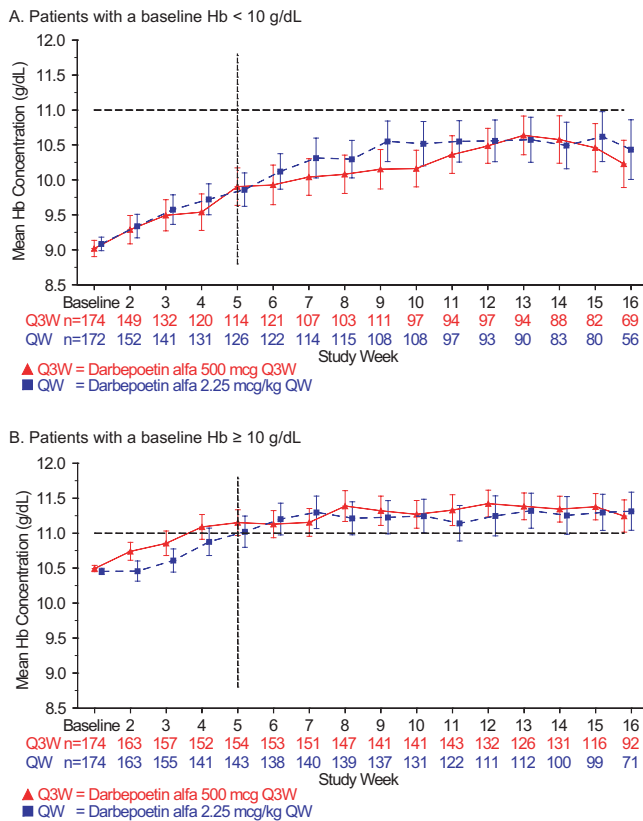 A. Patients with a baseline Hb < 10 g/dL
Mean Hb Concentration (g/dL)
12.0
11.5
11.0
10.5
10.0
9.5
9.0
8.5
Baseline 2 3 4 5 6 7 8 9 10 11 12 13 14 15 16
Q3W n=174 149 132 120 114 121 107 103 111 97 94 97 94 88 82 69
QW n=172 152 141 131 126 122 114 115 108 108 97 93 90 83 80 56
Study Week
Q3W = Darbepoetin alfa 500 mcg Q3W
QW = Darbepoetin alfa 2.25 mcg/kg QW
B. Patients with a baseline Hb ≥ 10 g/dL
Mean Hb Concentration (g/dL)
12.0
11.5
11.0
10.5
10.0
9.5
9.0
8.5
Baseline 2 3 4 5 6 7 8 9 10 11 12 13 14 15 16
Q3W n=174 163 157 152 154 153 151 147 141 141 143 132 126 131 116 92
QW n=174 163 155 141 143 138 140 139 137 131 122 111 112 100 99 71
Study Week
Q3W = Darbepoetin alfa 500 mcg Q3W
QW = Darbepoetin alfa 2.25 mcg/kg QW